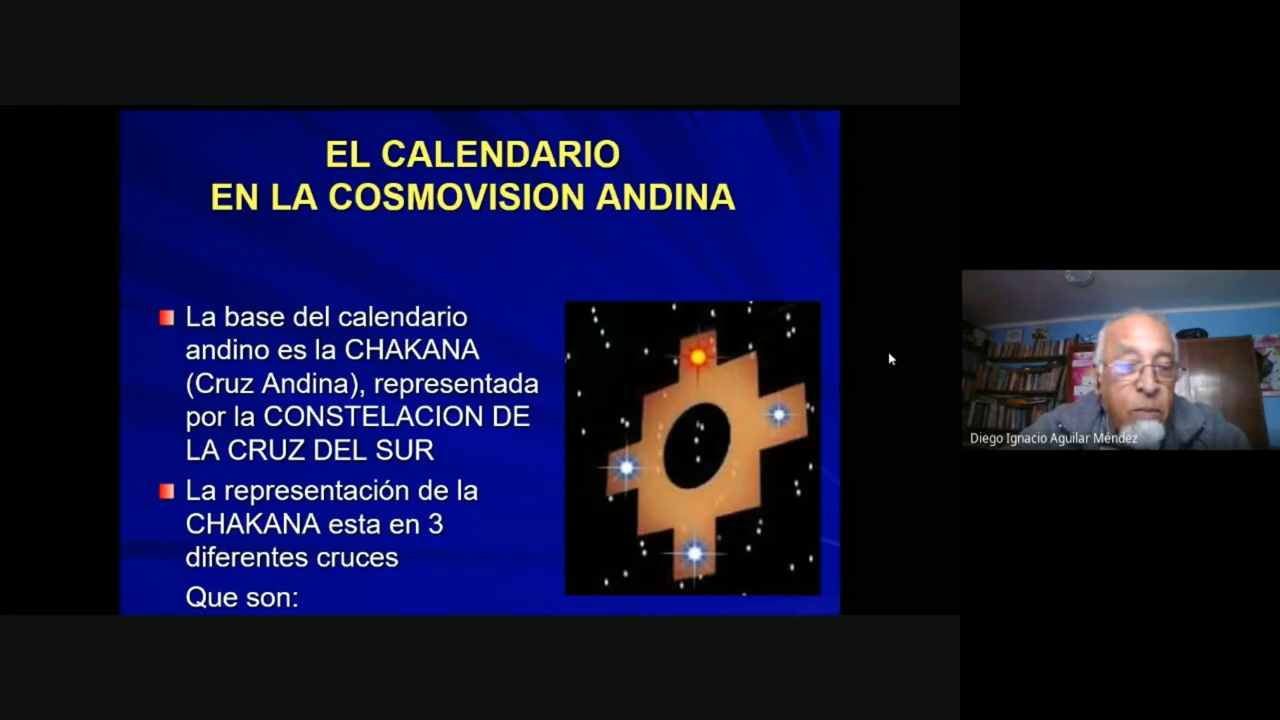 EL CALENDARIO
EN LA COSMOVISION ANDINA
La base del calendario
andino es la CHAKANA
(Cruz Andina), representada
por la CONSTELACION DE
LA CRUZ DEL SUR
La representación de la
CHAKANA esta en 3
diferentes cruces
Que son:
Diego Ignacio Aguilar Méndez